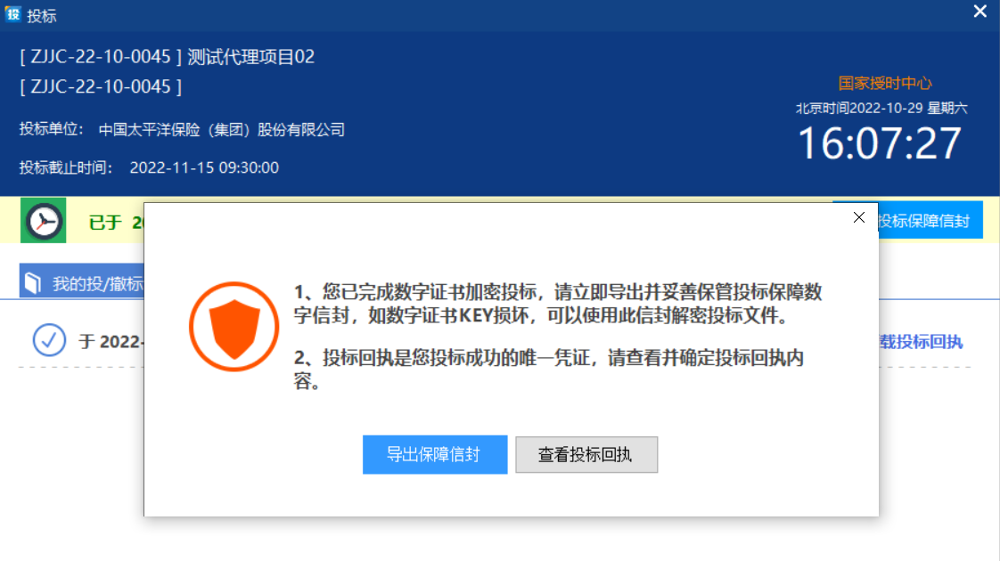 投 投标
[ ZJJC-22-10-0045 ] 测试代理项目02
[ ZJJC-22-10-0045 ]
国家授时中心
北京时间2022-10-29 星期六
16:07:27
投标单位： 中国太平洋保险（集团）股份有限公司
投标截止时间： 2022-11-15 09:30:00
已于
投标保障信封
我的投/撤标
1、您已完成数字证书加密投标，请立即导出并妥善保管投标保障数
字信封，如数字证书KEY损坏，可以使用此信封解密投标文件。
于 2022-
载投标回执
2、投标回执是您投标成功的唯一凭证，请查看并确定投标回执内
容。
导出保障信封 查看投标回执